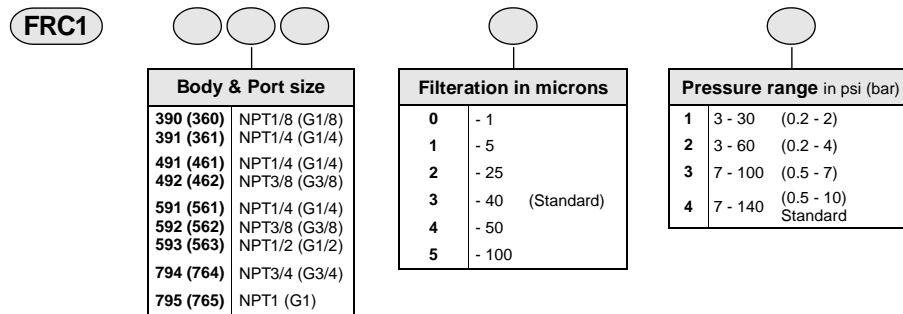 FRC1
Body & Port size
390 (360) NPT1/8 (G1/8)
391 (361) NPT1/4 (G1/4)
491 (461) NPT1/4 (G1/4)
492 (462) NPT3/8 (G3/8)
591 (561) NPT1/4 (G1/4)
592 (562) NPT3/8 (G3/8)
593 (563) NPT1/2 (G1/2)
794 (764) NPT3/4 (G3/4)
795 (765) NPT1 (G1)
Filteration in microns
0 - 1
1 - 5
2 - 25
3 - 40 (Standard)
4 - 50
5 - 100
Pressure range in psi (bar)
1 3 - 30 (0.2 - 2)
2 3 - 60 (0.2 - 4)
3 7 - 100 (0.5 - 7)
4 7 - 140 (0.5 - 10)
Standard